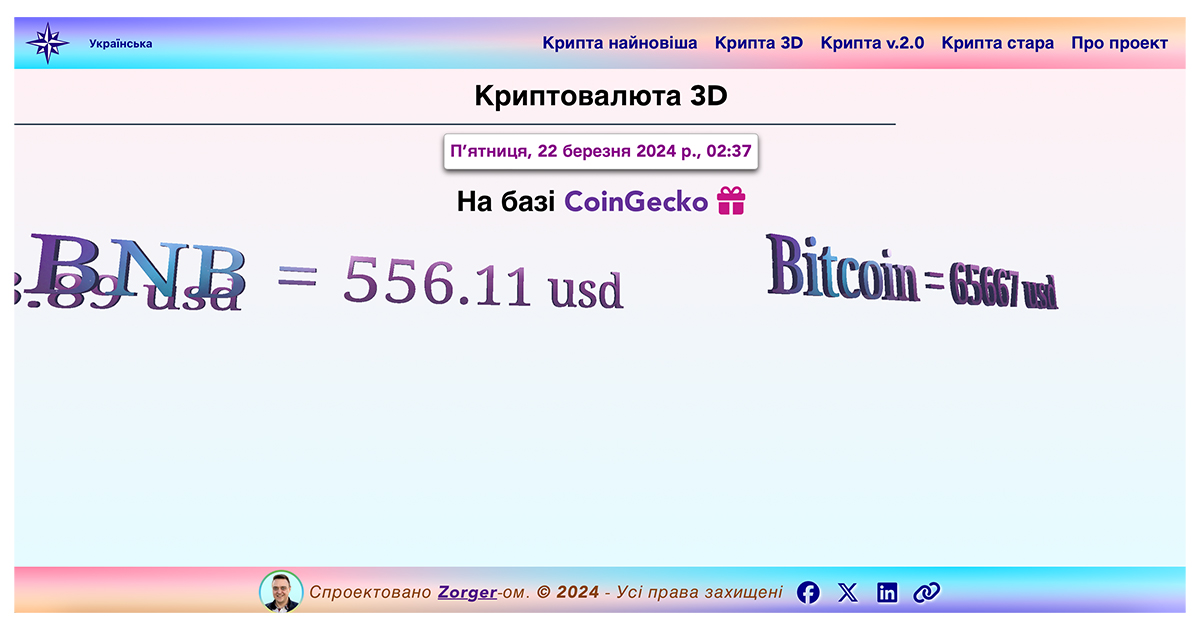 Українська
Крипта найновіша Крипта 3D Крипта v.2.0 Крипта стара Про проект
Криптовалюта 3D
П’ятниця, 22 березня 2024 р., 02:37
На базі CoinGecko
BNB = 556.11 usd
.89 usd
Bitcoin = 65667 usd
Спроектовано Zorger-ом. © 2024 - Усі права захищені